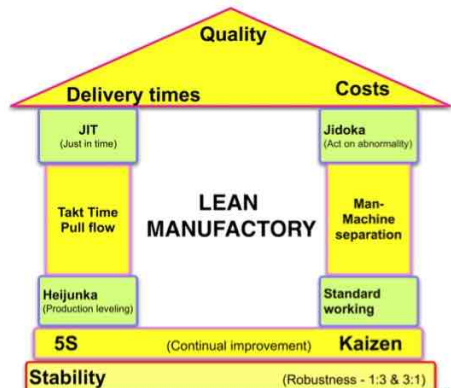 Quality
Delivery times
Costs
JIT
(Just in time)
Jidoka
(Act on abnormality)
Takt Time
Pull flow
LEAN
MANUFACTORY
Man-
Machine
separation
Heijunka
(Production leveling)
Standard
working
5S (Continual improvement) Kaizen
Stability (Robustness - 1:3 & 3:1)